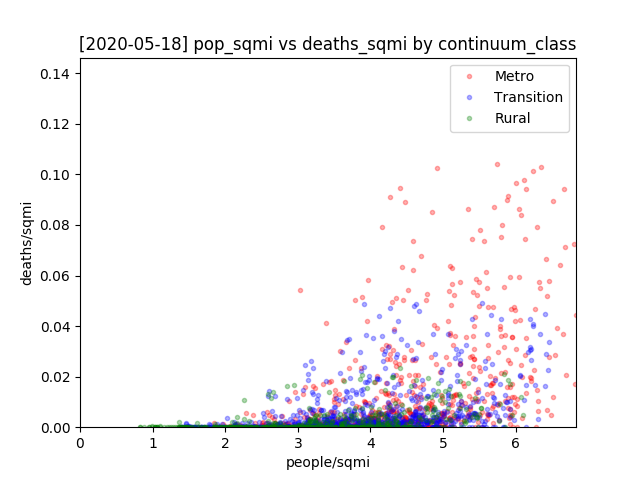 [2020-05-18] pop_sqmi vs deaths_sqmi by continuum_class
Metro
Transition
Rural
0.14
0.12
0.10
0.08
0.06
0.04
0.02
0.00
deaths/sqmi
0 1 2 3 4 5 6
people/sqmi